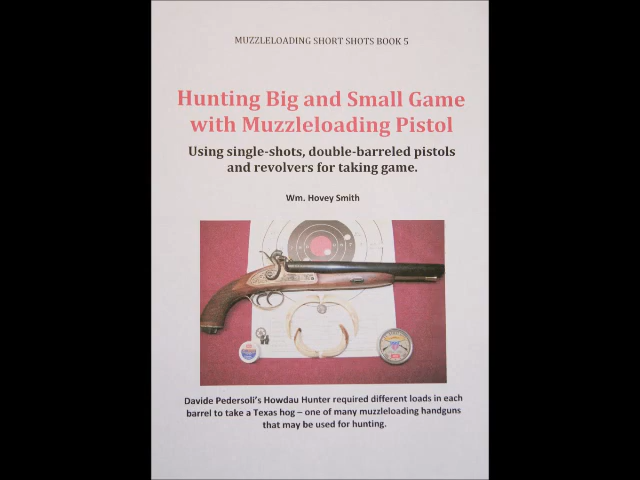 MUZZLELOADING SHORT SHOTS BOOK 5
Hunting Big and Small Game
with Muzzleloading Pistol
Using single-shots, double-barreled pistols
and revolvers for taking game.
Wm. Hovey Smith
Davide Pedersoli's Howdau Hunter required different loads in each
barrel to take a Texas hog – one of many muzzleloading handguns
that may be used for hunting.